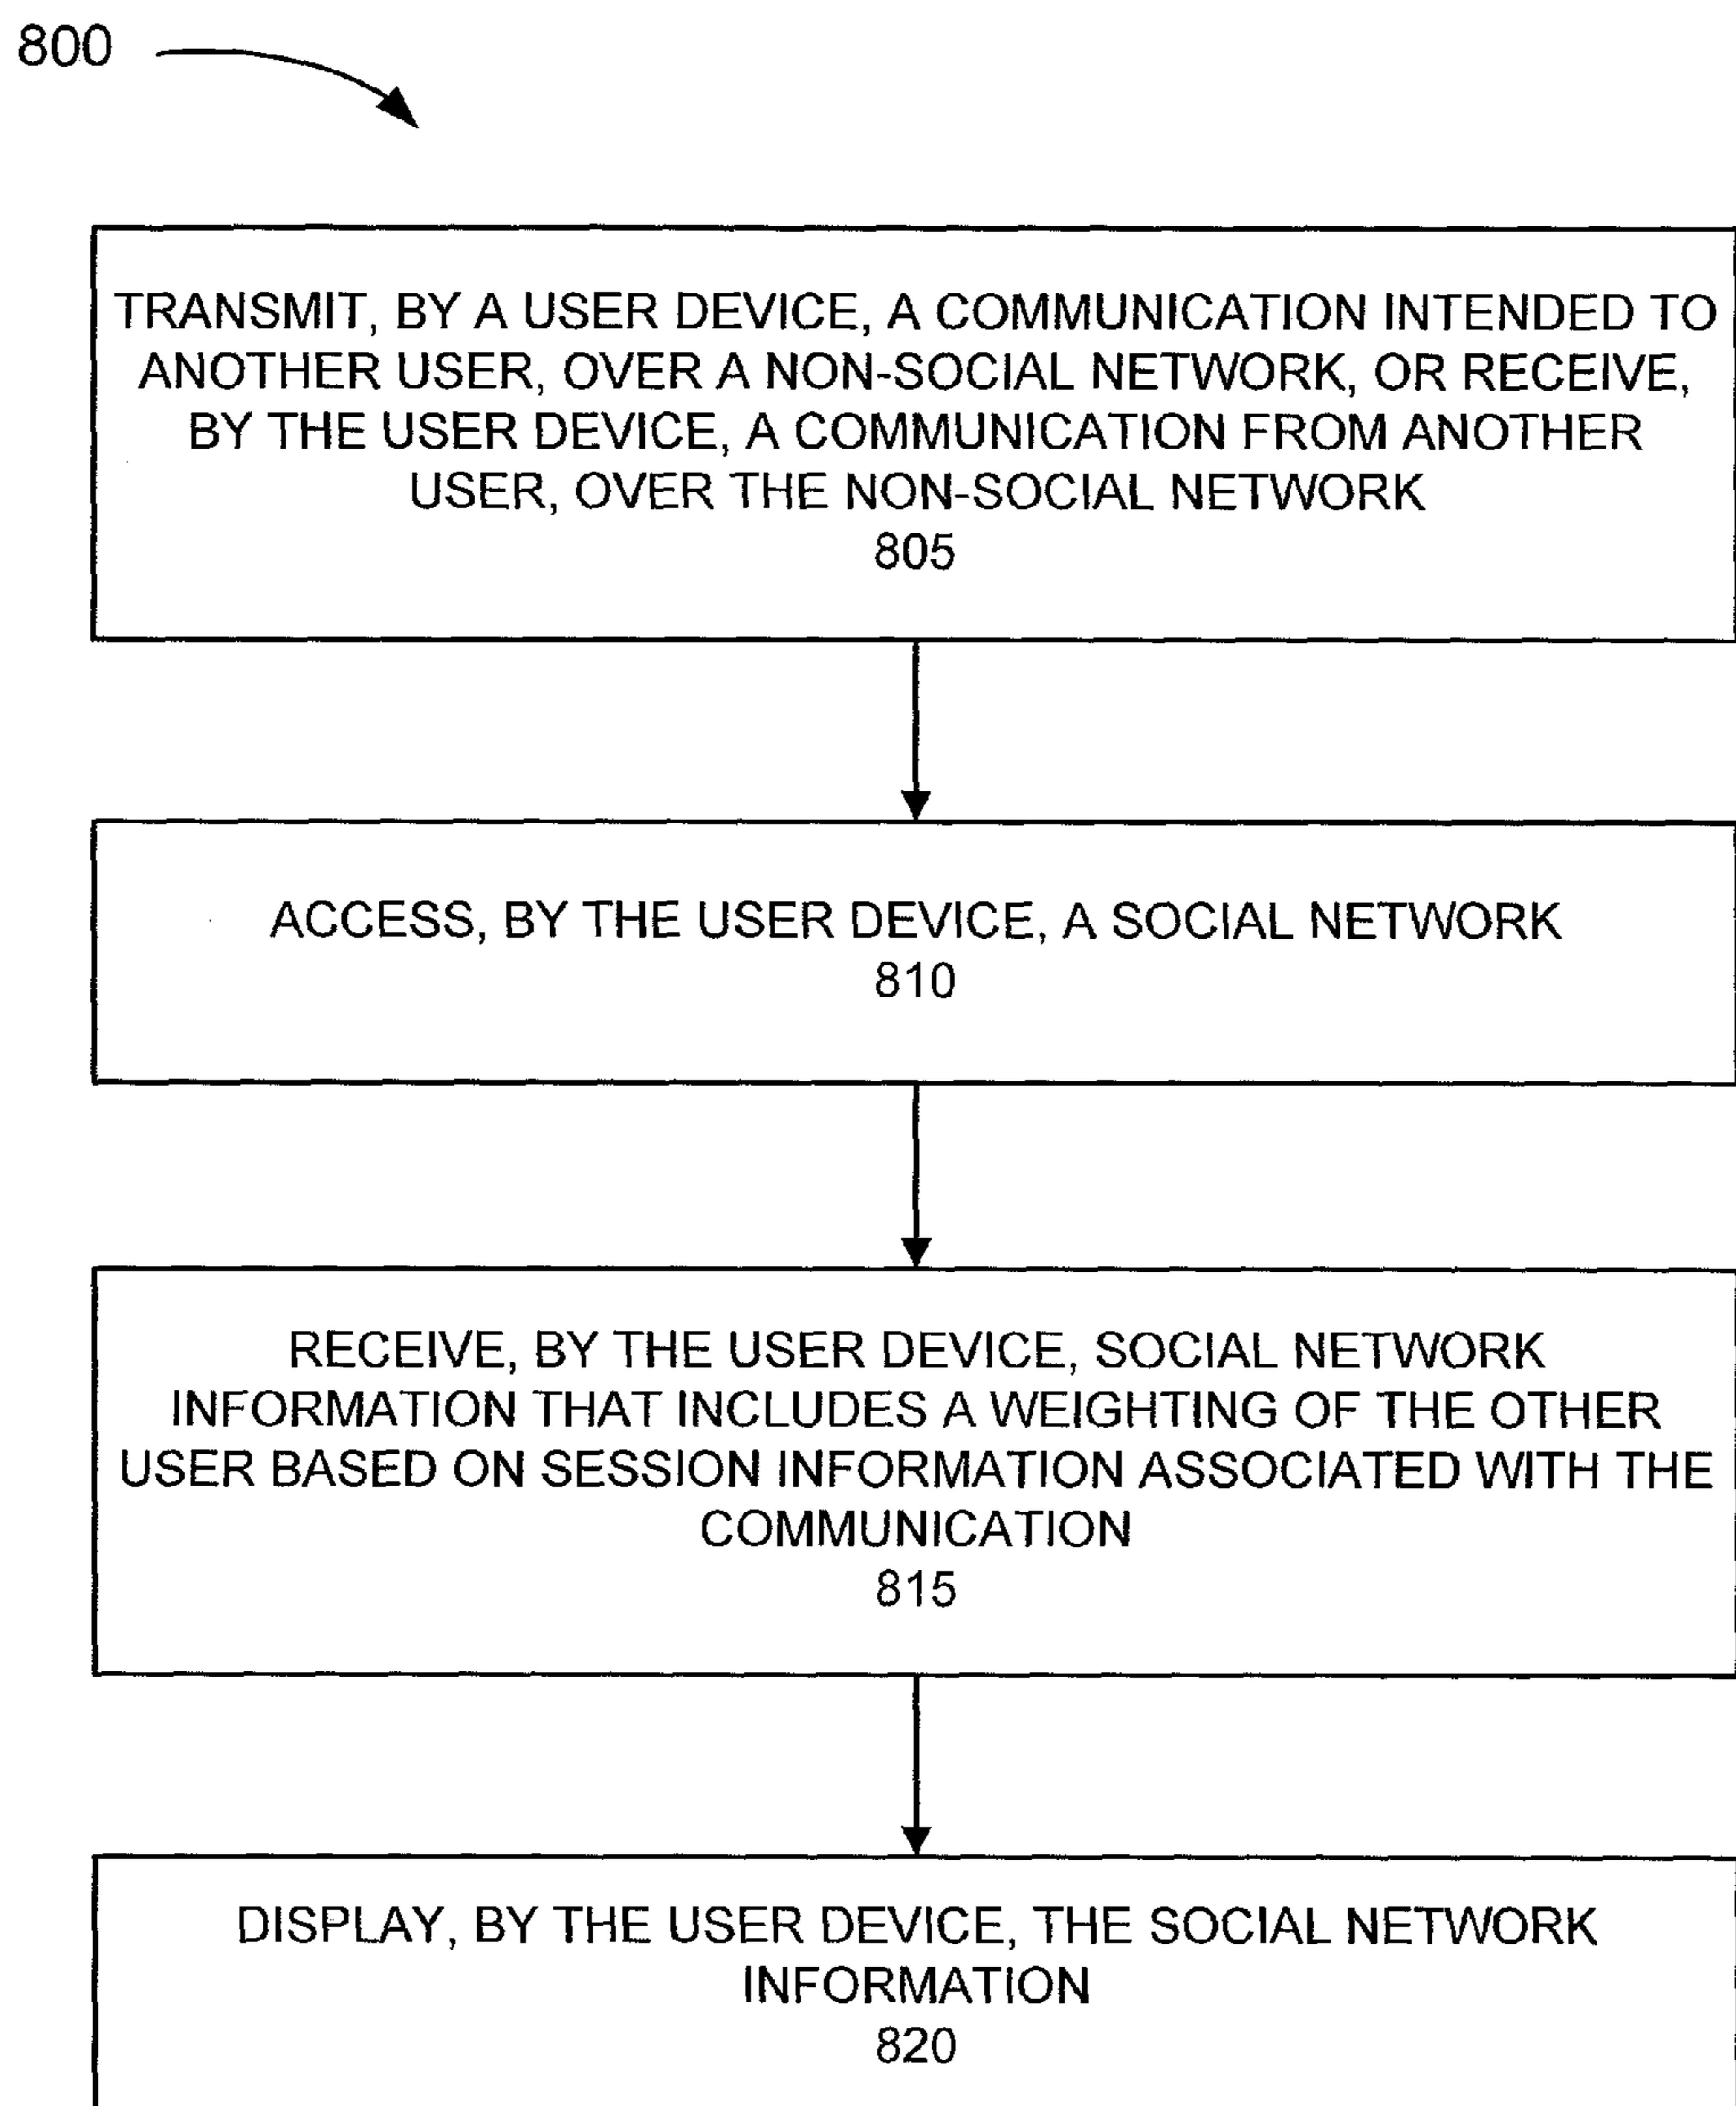 800
TRANSMIT, BY A USER DEVICE, A COMMUNICATION INTENDED TO
ANOTHER USER, OVER A NON-SOCIAL NETWORK, OR RECEIVE,
BY THE USER DEVICE, A COMMUNICATION FROM ANOTHER
USER, OVER THE NON-SOCIAL NETWORK
805
ACCESS, BY THE USER DEVICE, A SOCIAL NETWORK
810
RECEIVE, BY THE USER DEVICE, SOCIAL NETWORK
INFORMATION THAT INCLUDES A WEIGHTING OF THE OTHER
USER BASED ON SESSION INFORMATION ASSOCIATED WITH THE
COMMUNICATION
815
DISPLAY, BY THE USER DEVICE, THE SOCIAL NETWORK
INFORMATION
820